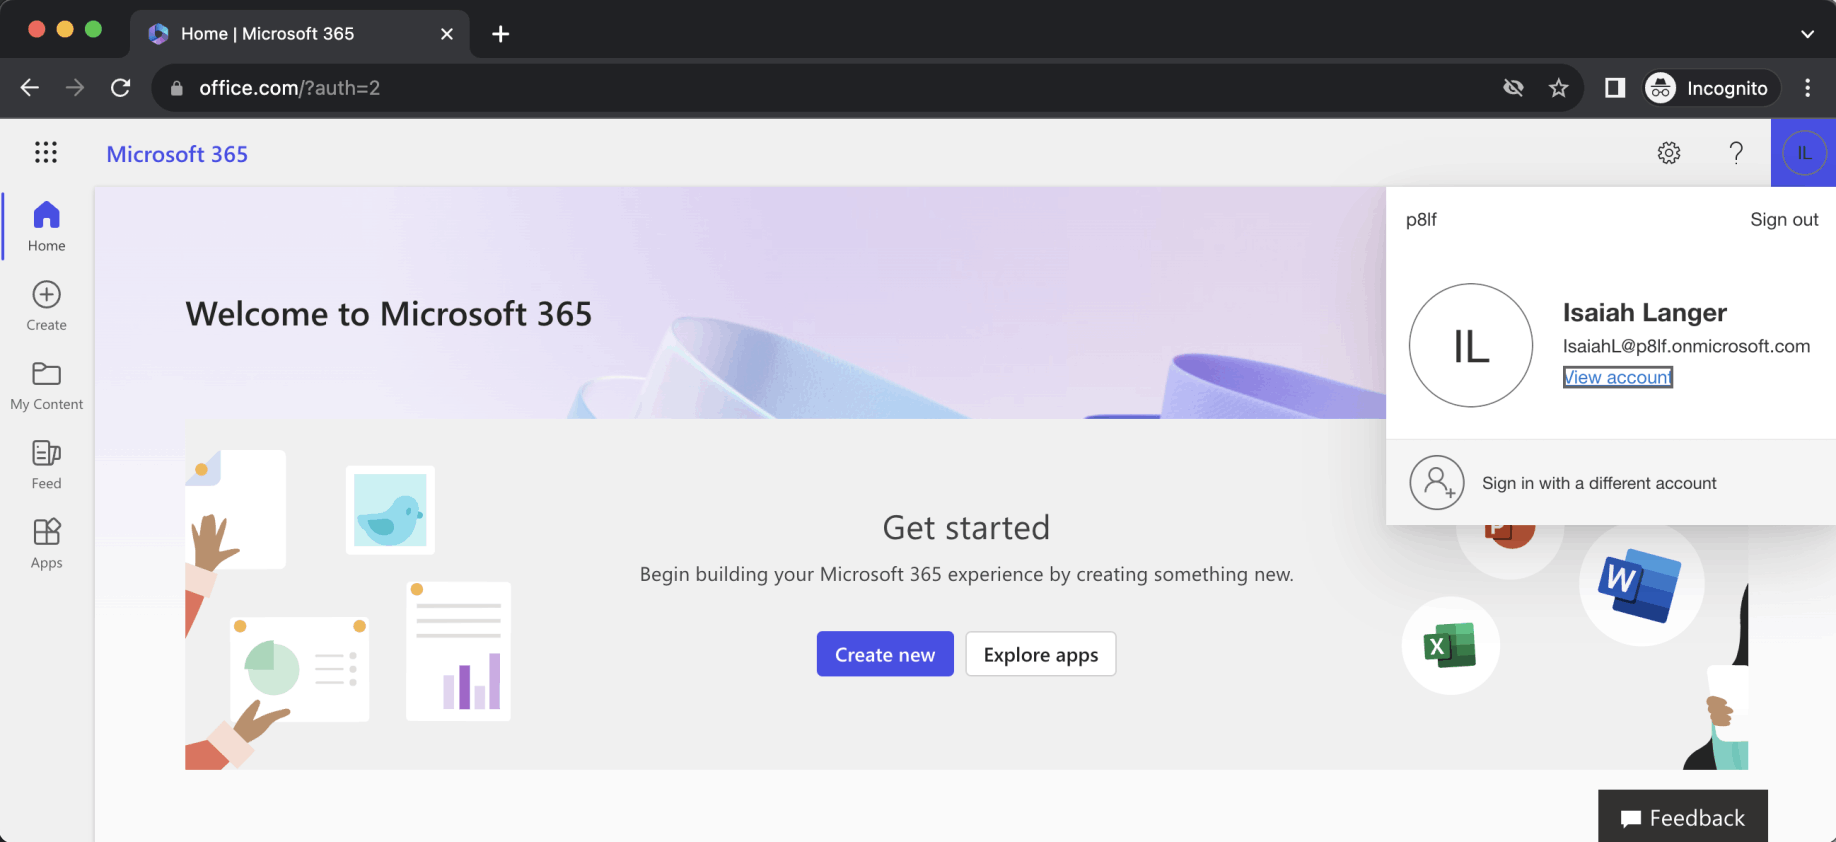 Home | Microsoft 365
office.com/?auth=2
Incognito
Microsoft 365
IL
Home
Create
My Content
Feed
Apps
Welcome to Microsoft 365
p8lf
Sign out
IL
Isaiah Langer
IsaiahL@p8lf.onmicrosoft.com
View account
Sign in with a different account
Get started
Begin building your Microsoft 365 experience by creating something new.
Create new
Explore apps
P
W
X
Feedback